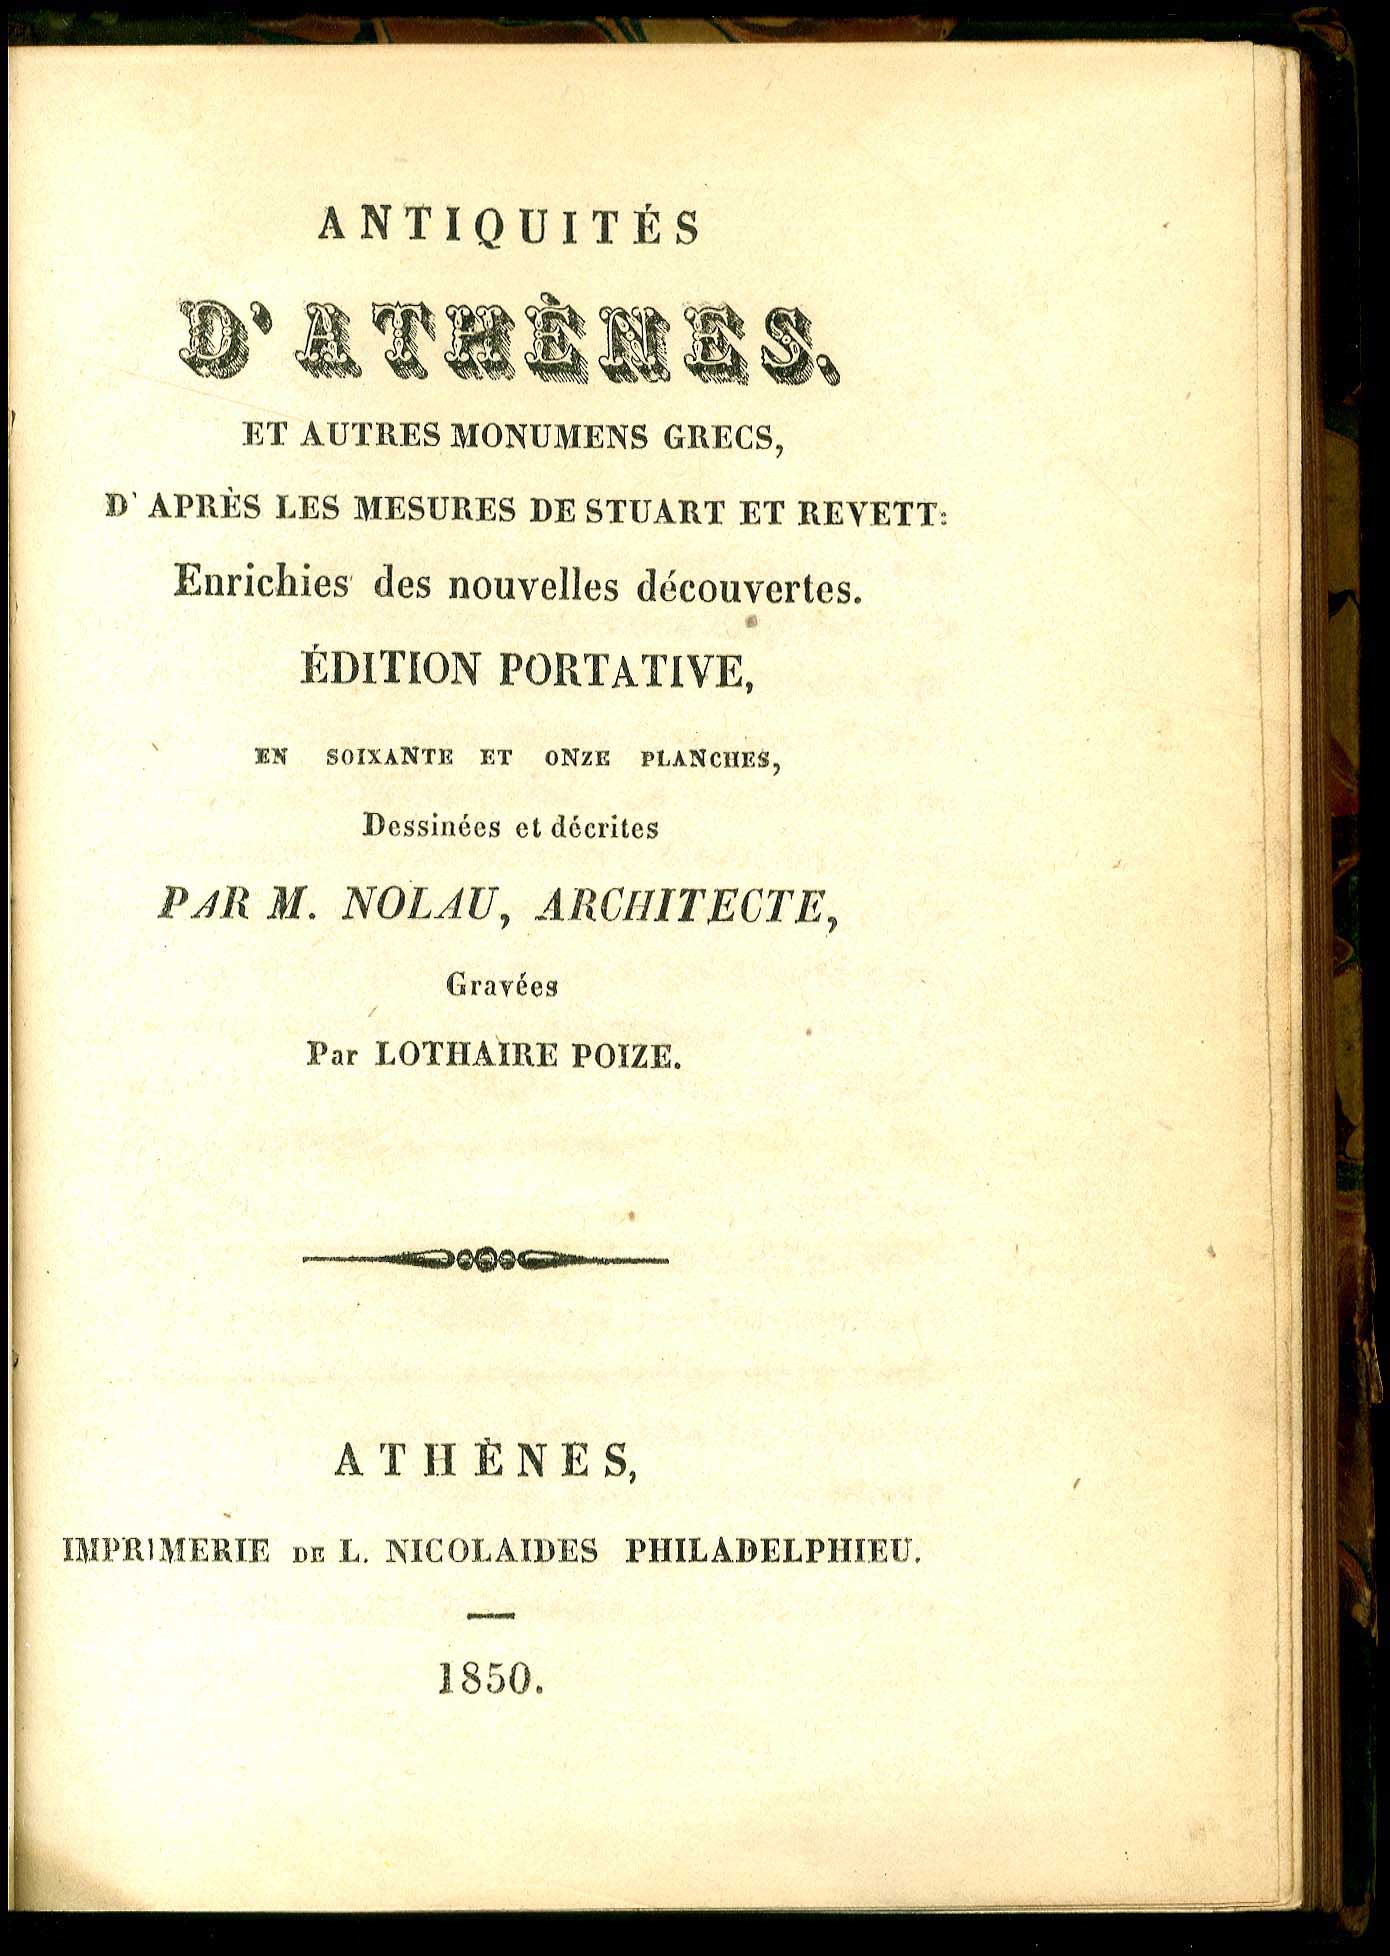 ANTIQUITÉS
D'ATHÈNES.
ET AUTRES MONUMENS GRECS,
D' APRÈS LES MESURES DE STUART ET REVETT:
Enrichies des nouvelles découvertes.
ÉDITION PORTATIVE,
EN SOIXANTE ET ONZE PLANCHES,
Dessinées et décrites
PAR M. NOLAU, ARCHITECTE,
Gravées
Par LOTHAIRE POIZE.
ATHÈNES,
IMPRIMERIE DE L. NICOLAIDES PHILADELPHIEU.
1850.